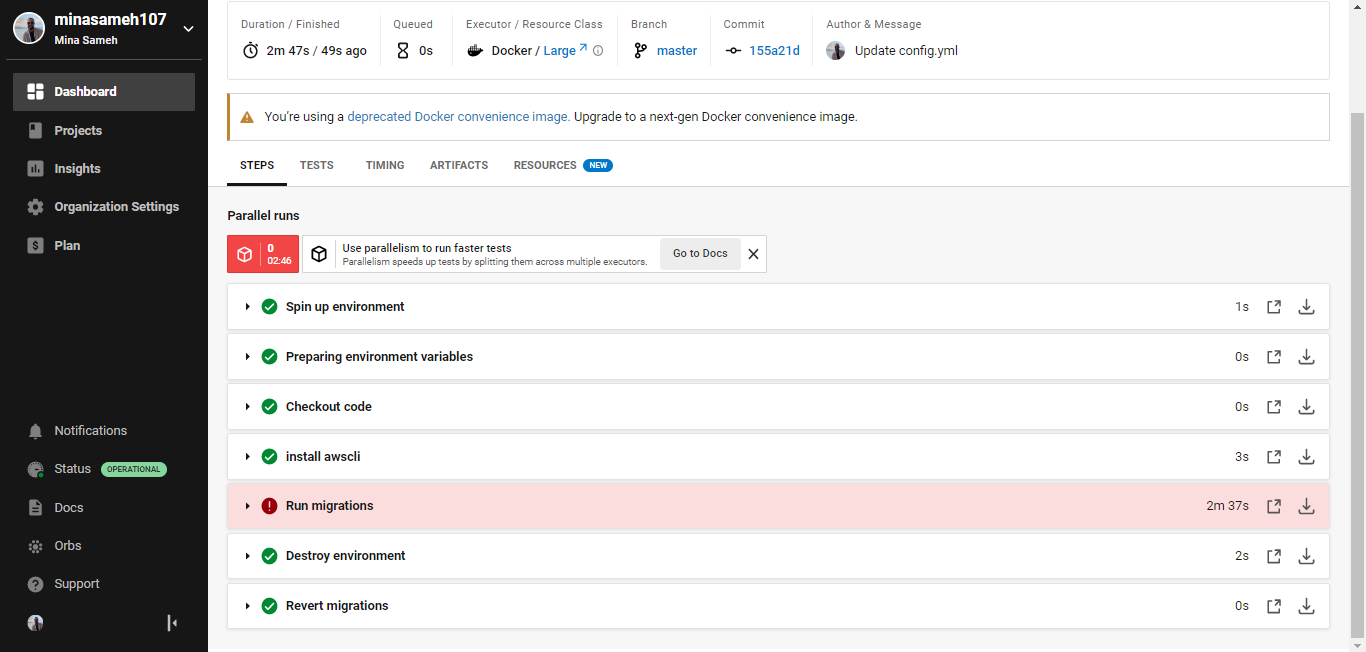 minasameh107
Mina Sameh
Dashboard
Projects
Insights
Organization Settings
Plan
Notifications
Status OPERATIONAL
Docs
Orbs
Support
Duration / Finished
2m 47s / 49s ago
Queued
0s
Executor / Resource Class
Docker / Large
Branch
master
Commit
155a21d
Author & Message
Update config.yml
You're using a deprecated Docker convenience image. Upgrade to a next-gen Docker convenience image.
STEPS TESTS TIMING ARTIFACTS RESOURCES NEW
Parallel runs
0
02:46
Use parallelism to run faster tests
Parallelism speeds up tests by splitting them across multiple executors.
Go to Docs
Spin up environment 1s
Preparing environment variables 0s
Checkout code 0s
install awscli 3s
Run migrations 2m 37s
Destroy environment 2s
Revert migrations 0s